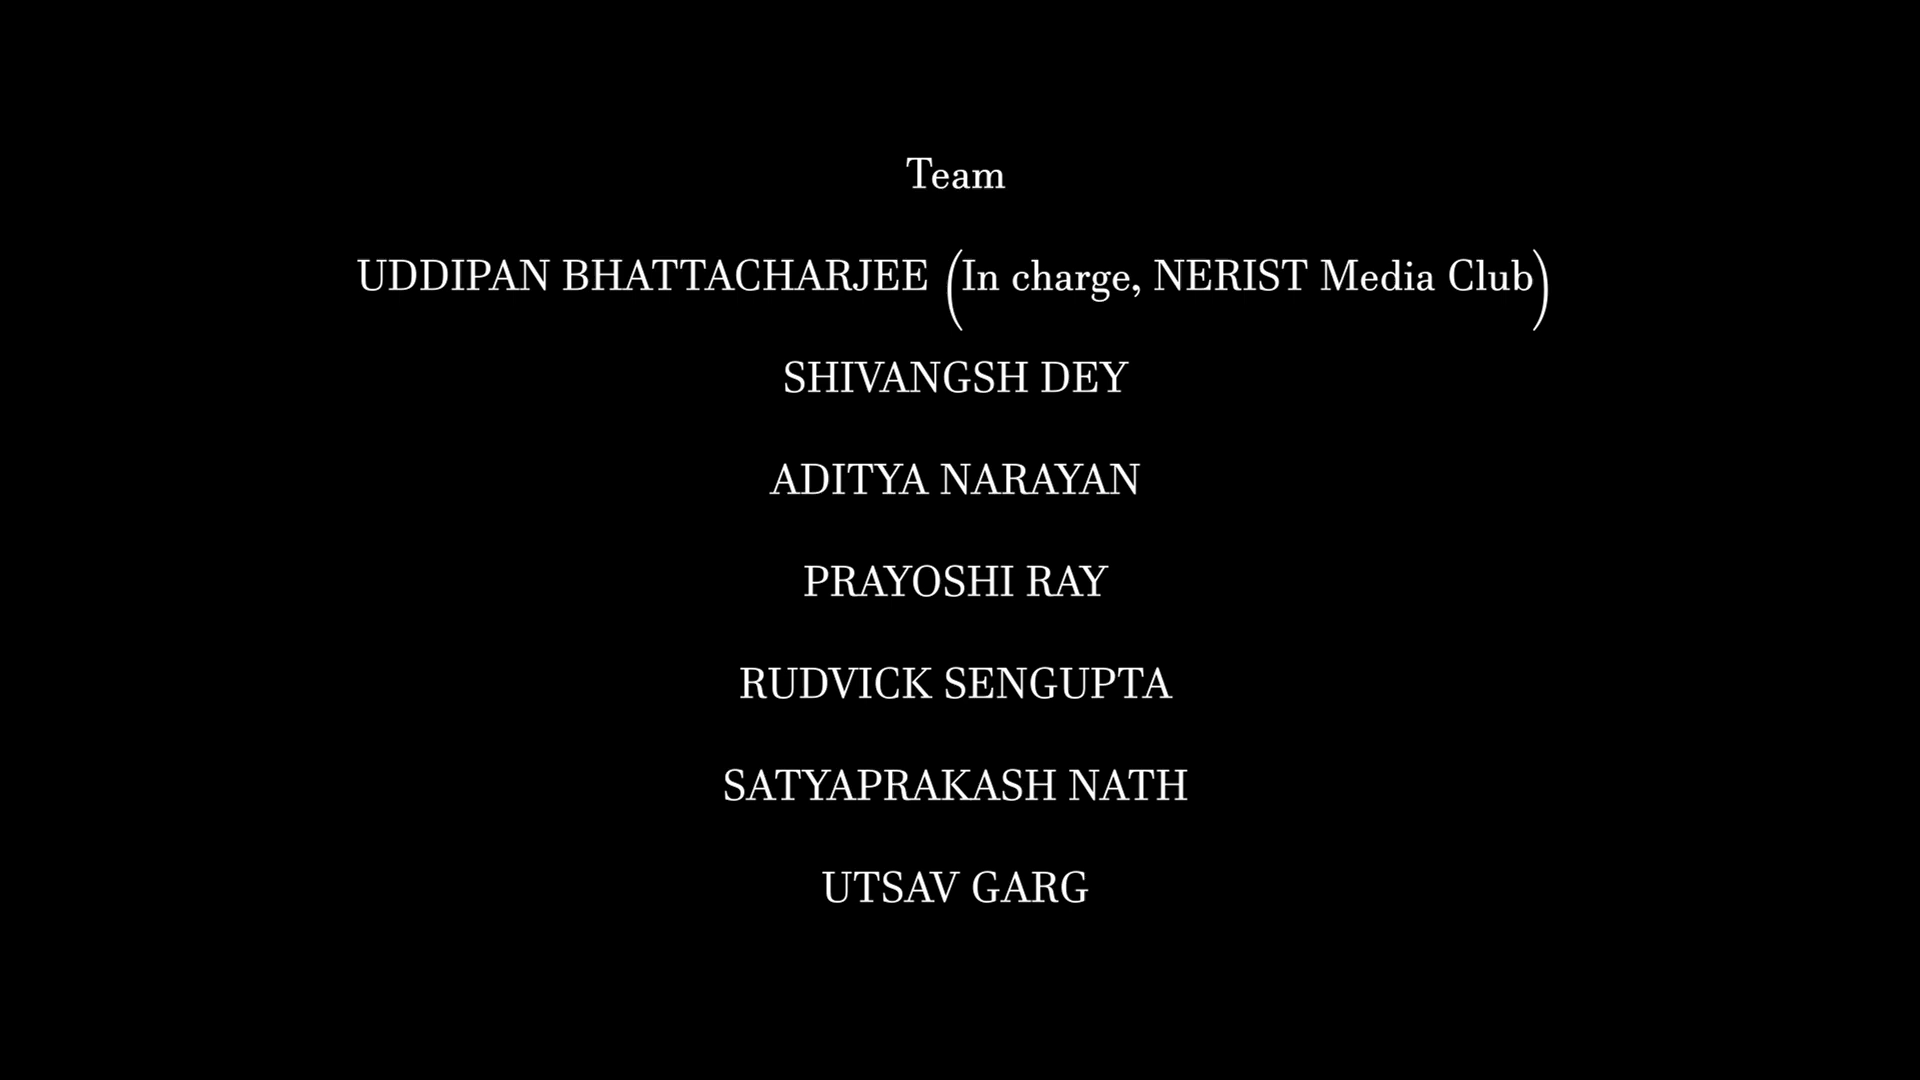 Team
UDDIPAN BHATTACHARJEE (In charge, NERIST Media Club)
SHIVANGSH DEY
ADITYA NARAYAN
PRAYOSHI RAY
RUDVICK SENGUPTA
SATYAPRAKASH NATH
UTSAV GARG